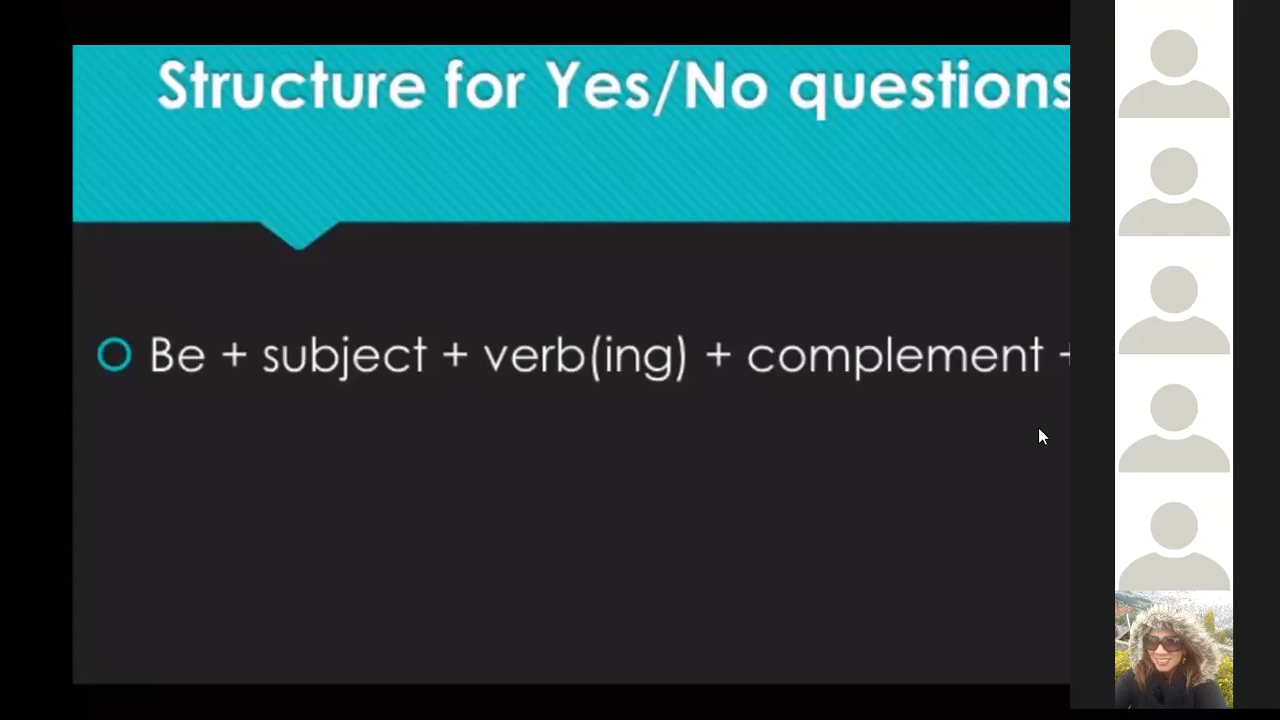 Structure for Yes/No questions
Be + subject + verb(ing) + complement +